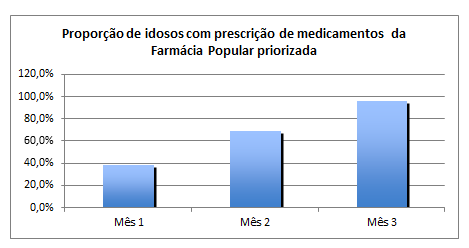 Proporção de idosos com prescrição de medicamentos da
Farmácia Popular priorizada
120,0%
100,0%
80,0%
60,0%
40,0%
20,0%
0,0%
Mês 1 Mês 2 Mês 3